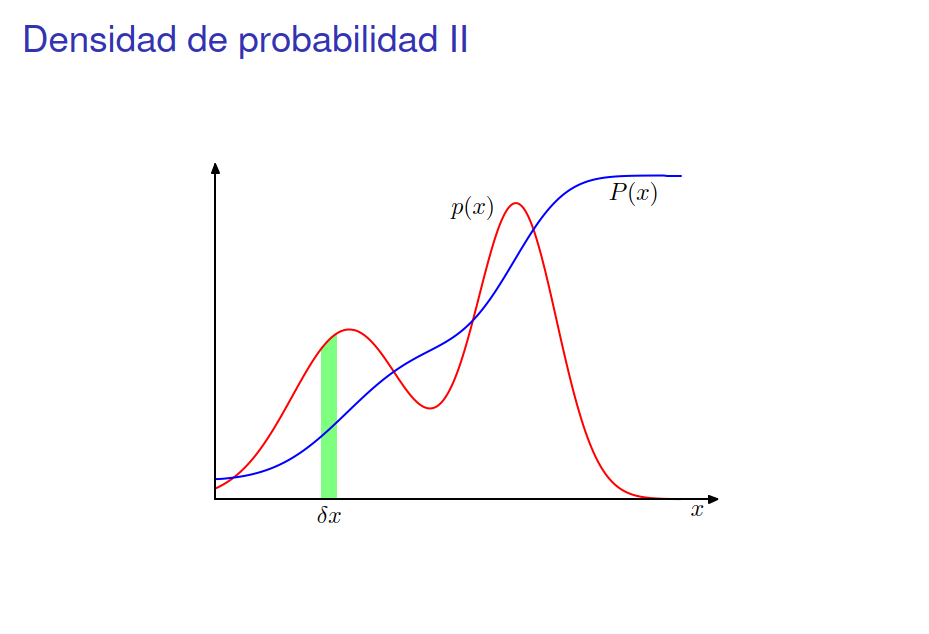 Densidad de probabilidad II
p(x)
P(x)
δx
x